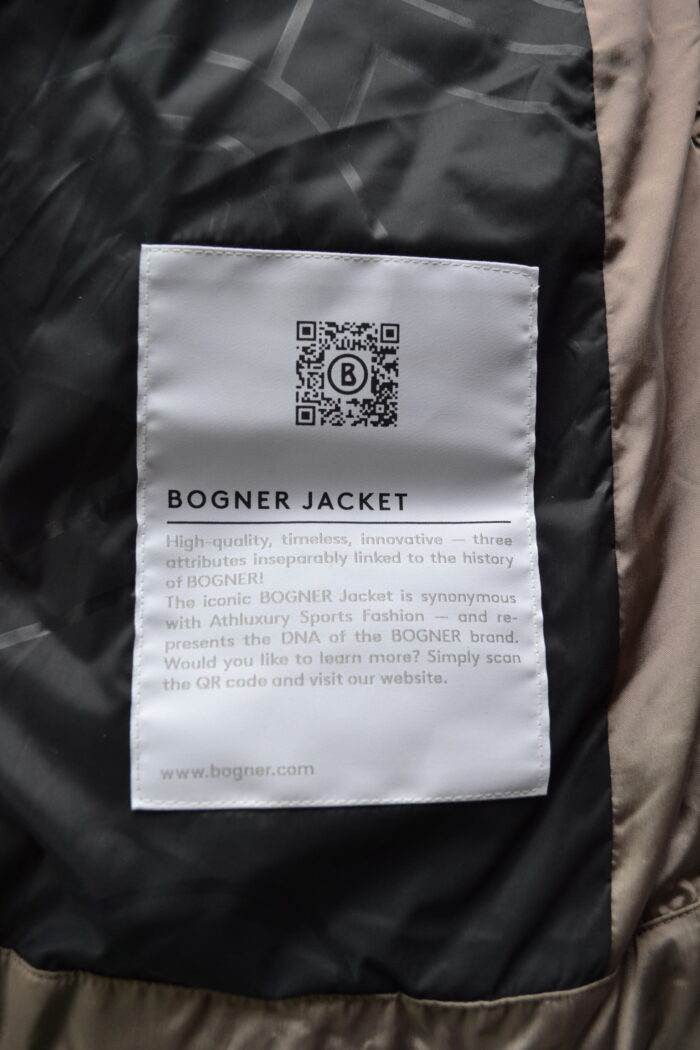 B
BOGNER JACKET
High-quality, timeless, innovative — three
attributes inseparably linked to the history
of BOGNER!
The iconic BOGNER Jacket is synonymous
with Athluxury Sports Fashion — and re-
presents the DNA of the BOGNER brand.
Would you like to learn more? Simply scan
the QR code and visit our website.
www.bogner.com